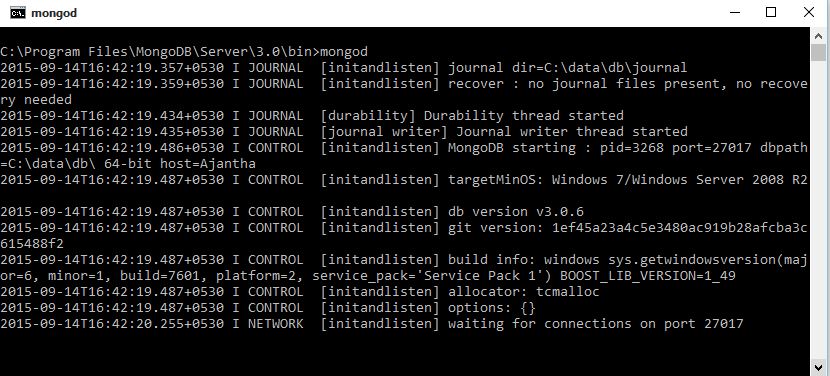 mongod
C:\Program Files\MongoDB\Server\3.0\bin>mongod
2015-09-14T16:42:19.357+0530 I JOURNAL  [initandlisten] journal dir=C:\data\db\journal
2015-09-14T16:42:19.359+0530 I JOURNAL  [initandlisten] recover : no journal files present, no recove
ry needed
2015-09-14T16:42:19.434+0530 I JOURNAL  [durability] Durability thread started
2015-09-14T16:42:19.435+0530 I JOURNAL  [journal writer] Journal writer thread started
2015-09-14T16:42:19.486+0530 I CONTROL  [initandlisten] MongoDB starting : pid=3268 port=27017 dbpath
=C:\data\db\ 64-bit host=Ajantha
2015-09-14T16:42:19.487+0530 I CONTROL  [initandlisten] targetMinOS: Windows 7/Windows Server 2008 R2
2015-09-14T16:42:19.487+0530 I CONTROL  [initandlisten] db version v3.0.6
2015-09-14T16:42:19.487+0530 I CONTROL  [initandlisten] git version: 1ef45a23a4c5e3480ac919b28afcba3c
615488f2
2015-09-14T16:42:19.487+0530 I CONTROL  [initandlisten] build info: windows sys.getwindowsversion(maj
or=6, minor=1, build=7601, platform=2, service_pack='Service Pack 1') BOOST_LIB_VERSION=1_49
2015-09-14T16:42:19.487+0530 I CONTROL  [initandlisten] allocator: tcmalloc
2015-09-14T16:42:19.487+0530 I CONTROL  [initandlisten] options: {}
2015-09-14T16:42:20.255+0530 I NETWORK  [initandlisten] waiting for connections on port 27017